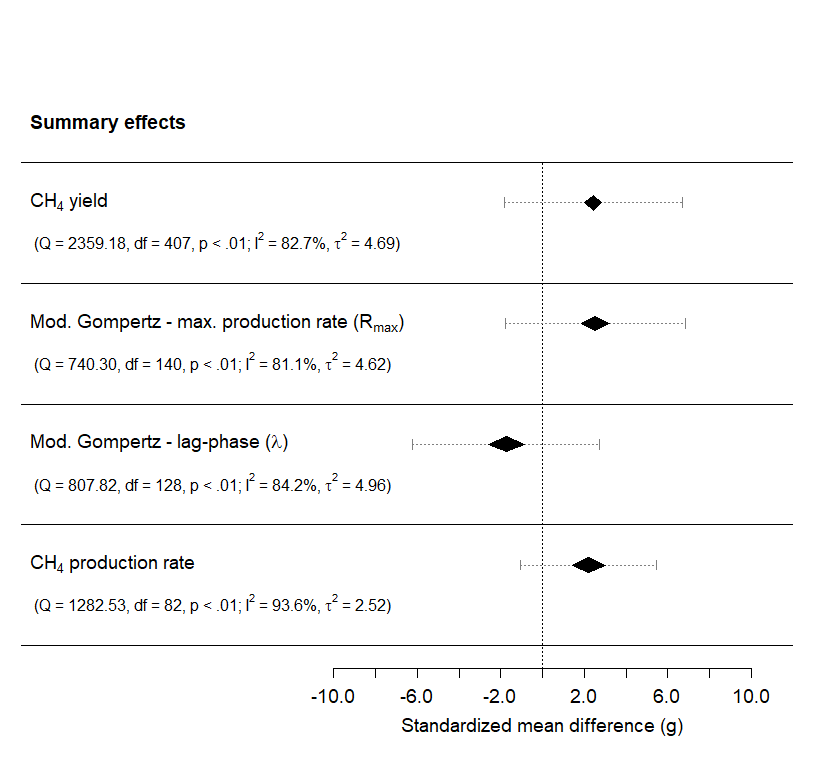 Summary effects
CH₄ yield
(Q = 2359.18, df = 407, p < .01; I² = 82.7%, τ² = 4.69)
Mod. Gompertz - max. production rate (Rₘₐₓ)
(Q = 740.30, df = 140, p < .01; I² = 81.1%, τ² = 4.62)
Mod. Gompertz - lag-phase (λ)
(Q = 807.82, df = 128, p < .01; I² = 84.2%, τ² = 4.96)
CH₄ production rate
(Q = 1282.53, df = 82, p < .01; I² = 93.6%, τ² = 2.52)
-10.0 -6.0 -2.0 2.0 6.0 10.0
Standardized mean difference (g)